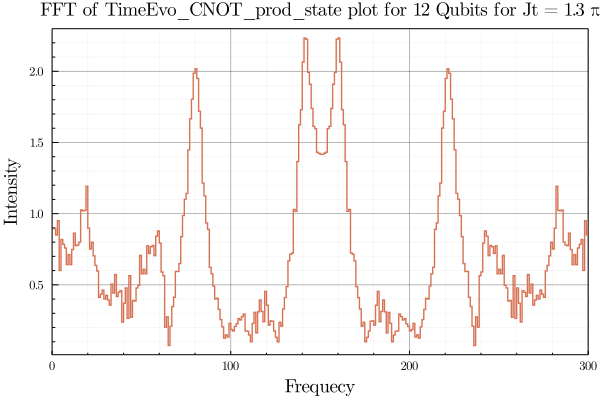 FFT of TimeEvo_CNOT_prod_state plot for 12 Qubits for Jt = 1.3 π
2.0
1.5
1.0
0.5
Intensity
0 100 200 300
Frequecy